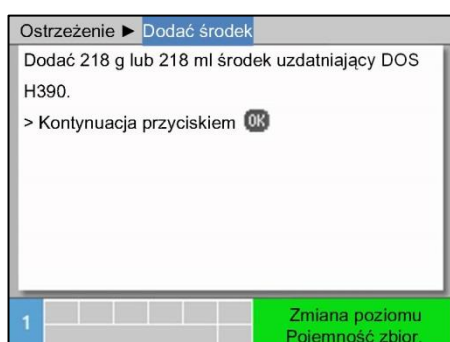 Ostrzeżenie ► Dodać środek
Dodać 218 g lub 218 ml środek uzdatniający DOS
H390.
> Kontynuacja przyciskiem OK
1
Zmiana poziomu
Pojemność zbior.